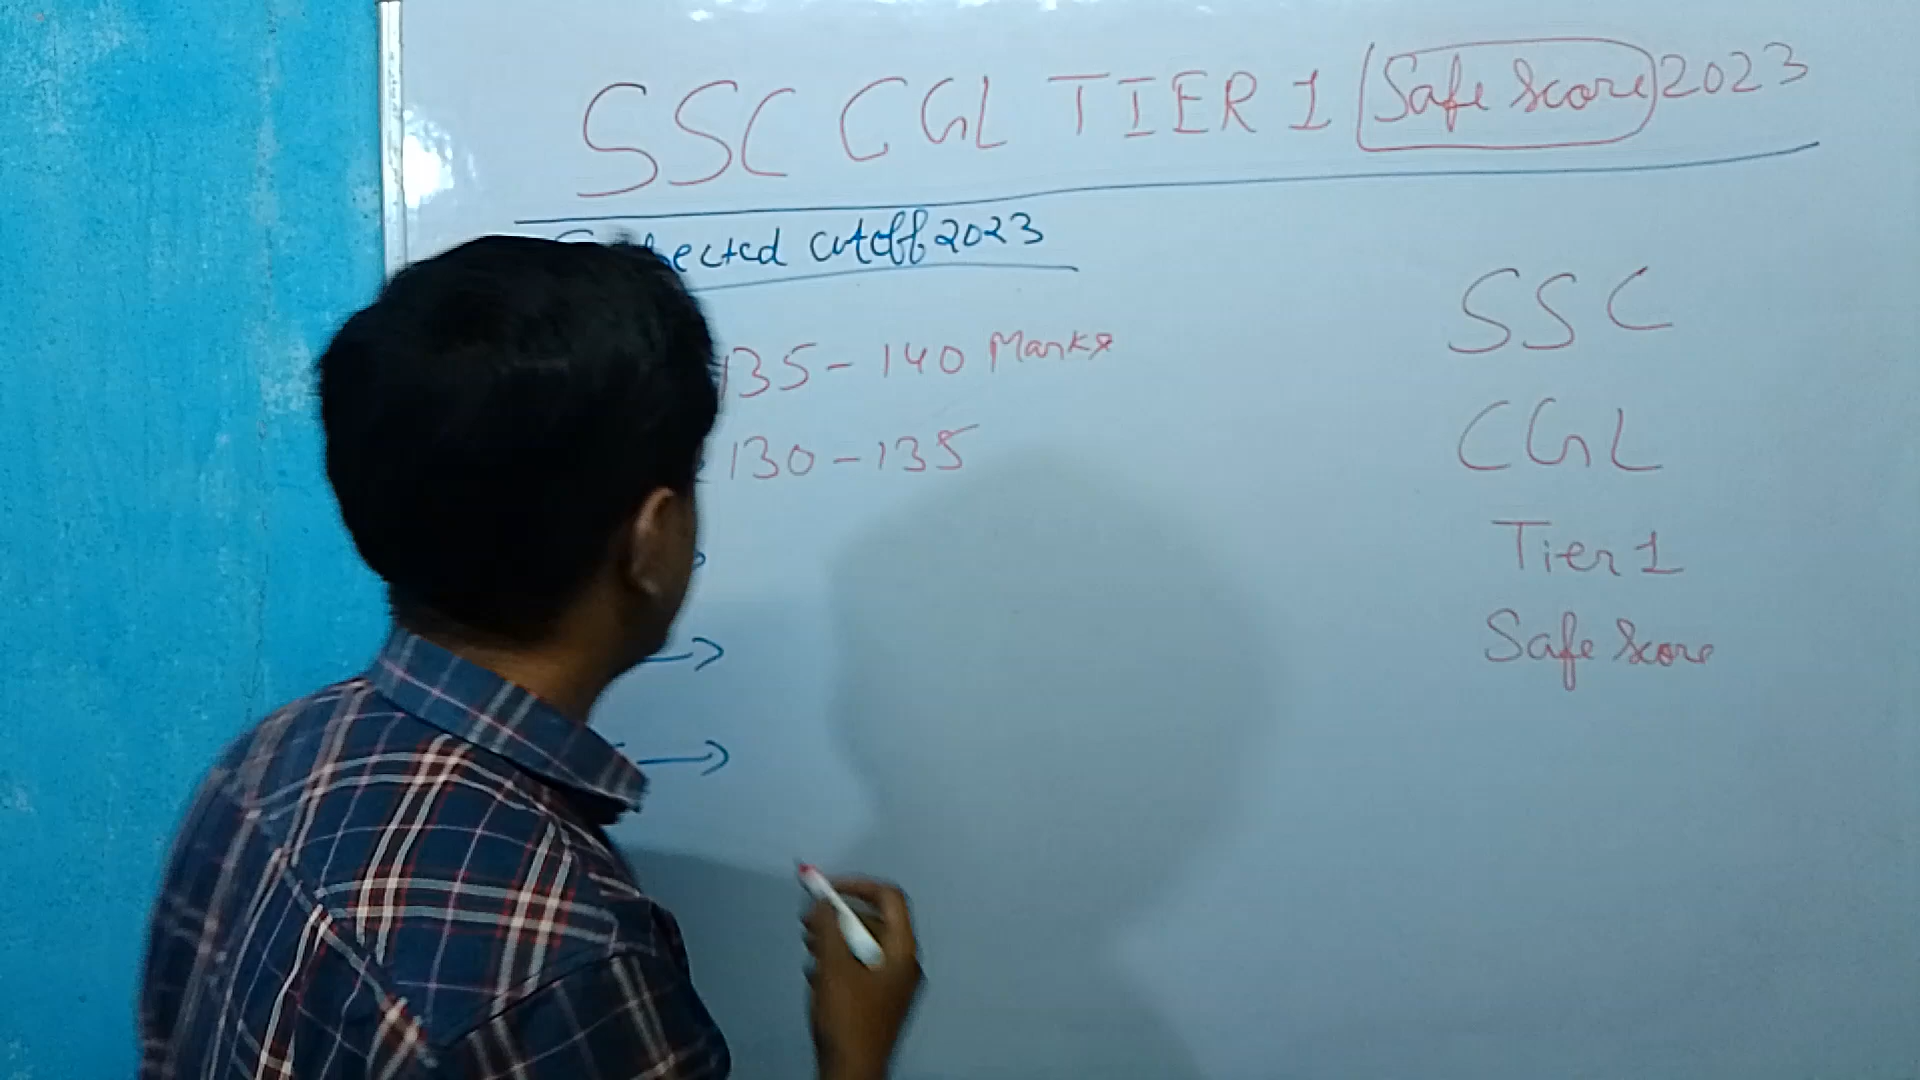 SSC CGL TIER 1 Safe Score 2023
cutoff 2023
135-140 Marks
130-135
SSC
CGL
Tier 1
Safe Score